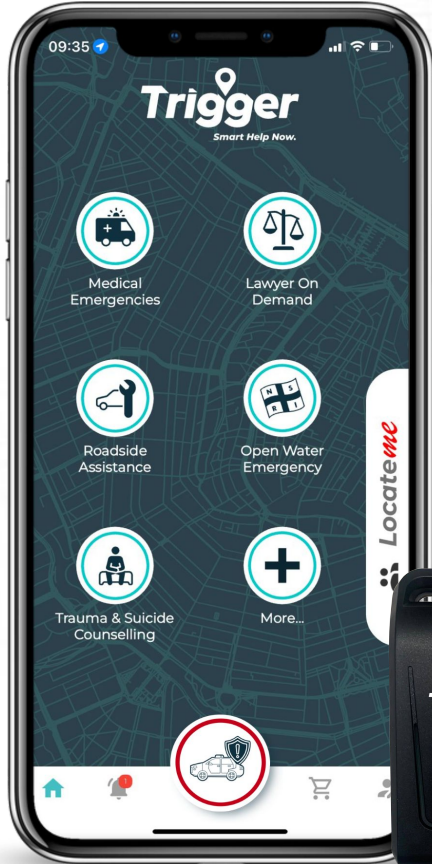 09:35
Trigger
Smart Help Now.
Medical
Emergencies
Lawyer On
Demand
Roadside
Assistance
N S
R I
Open Water
Emergency
Locateme
Trauma & Suicide
Counselling
More...